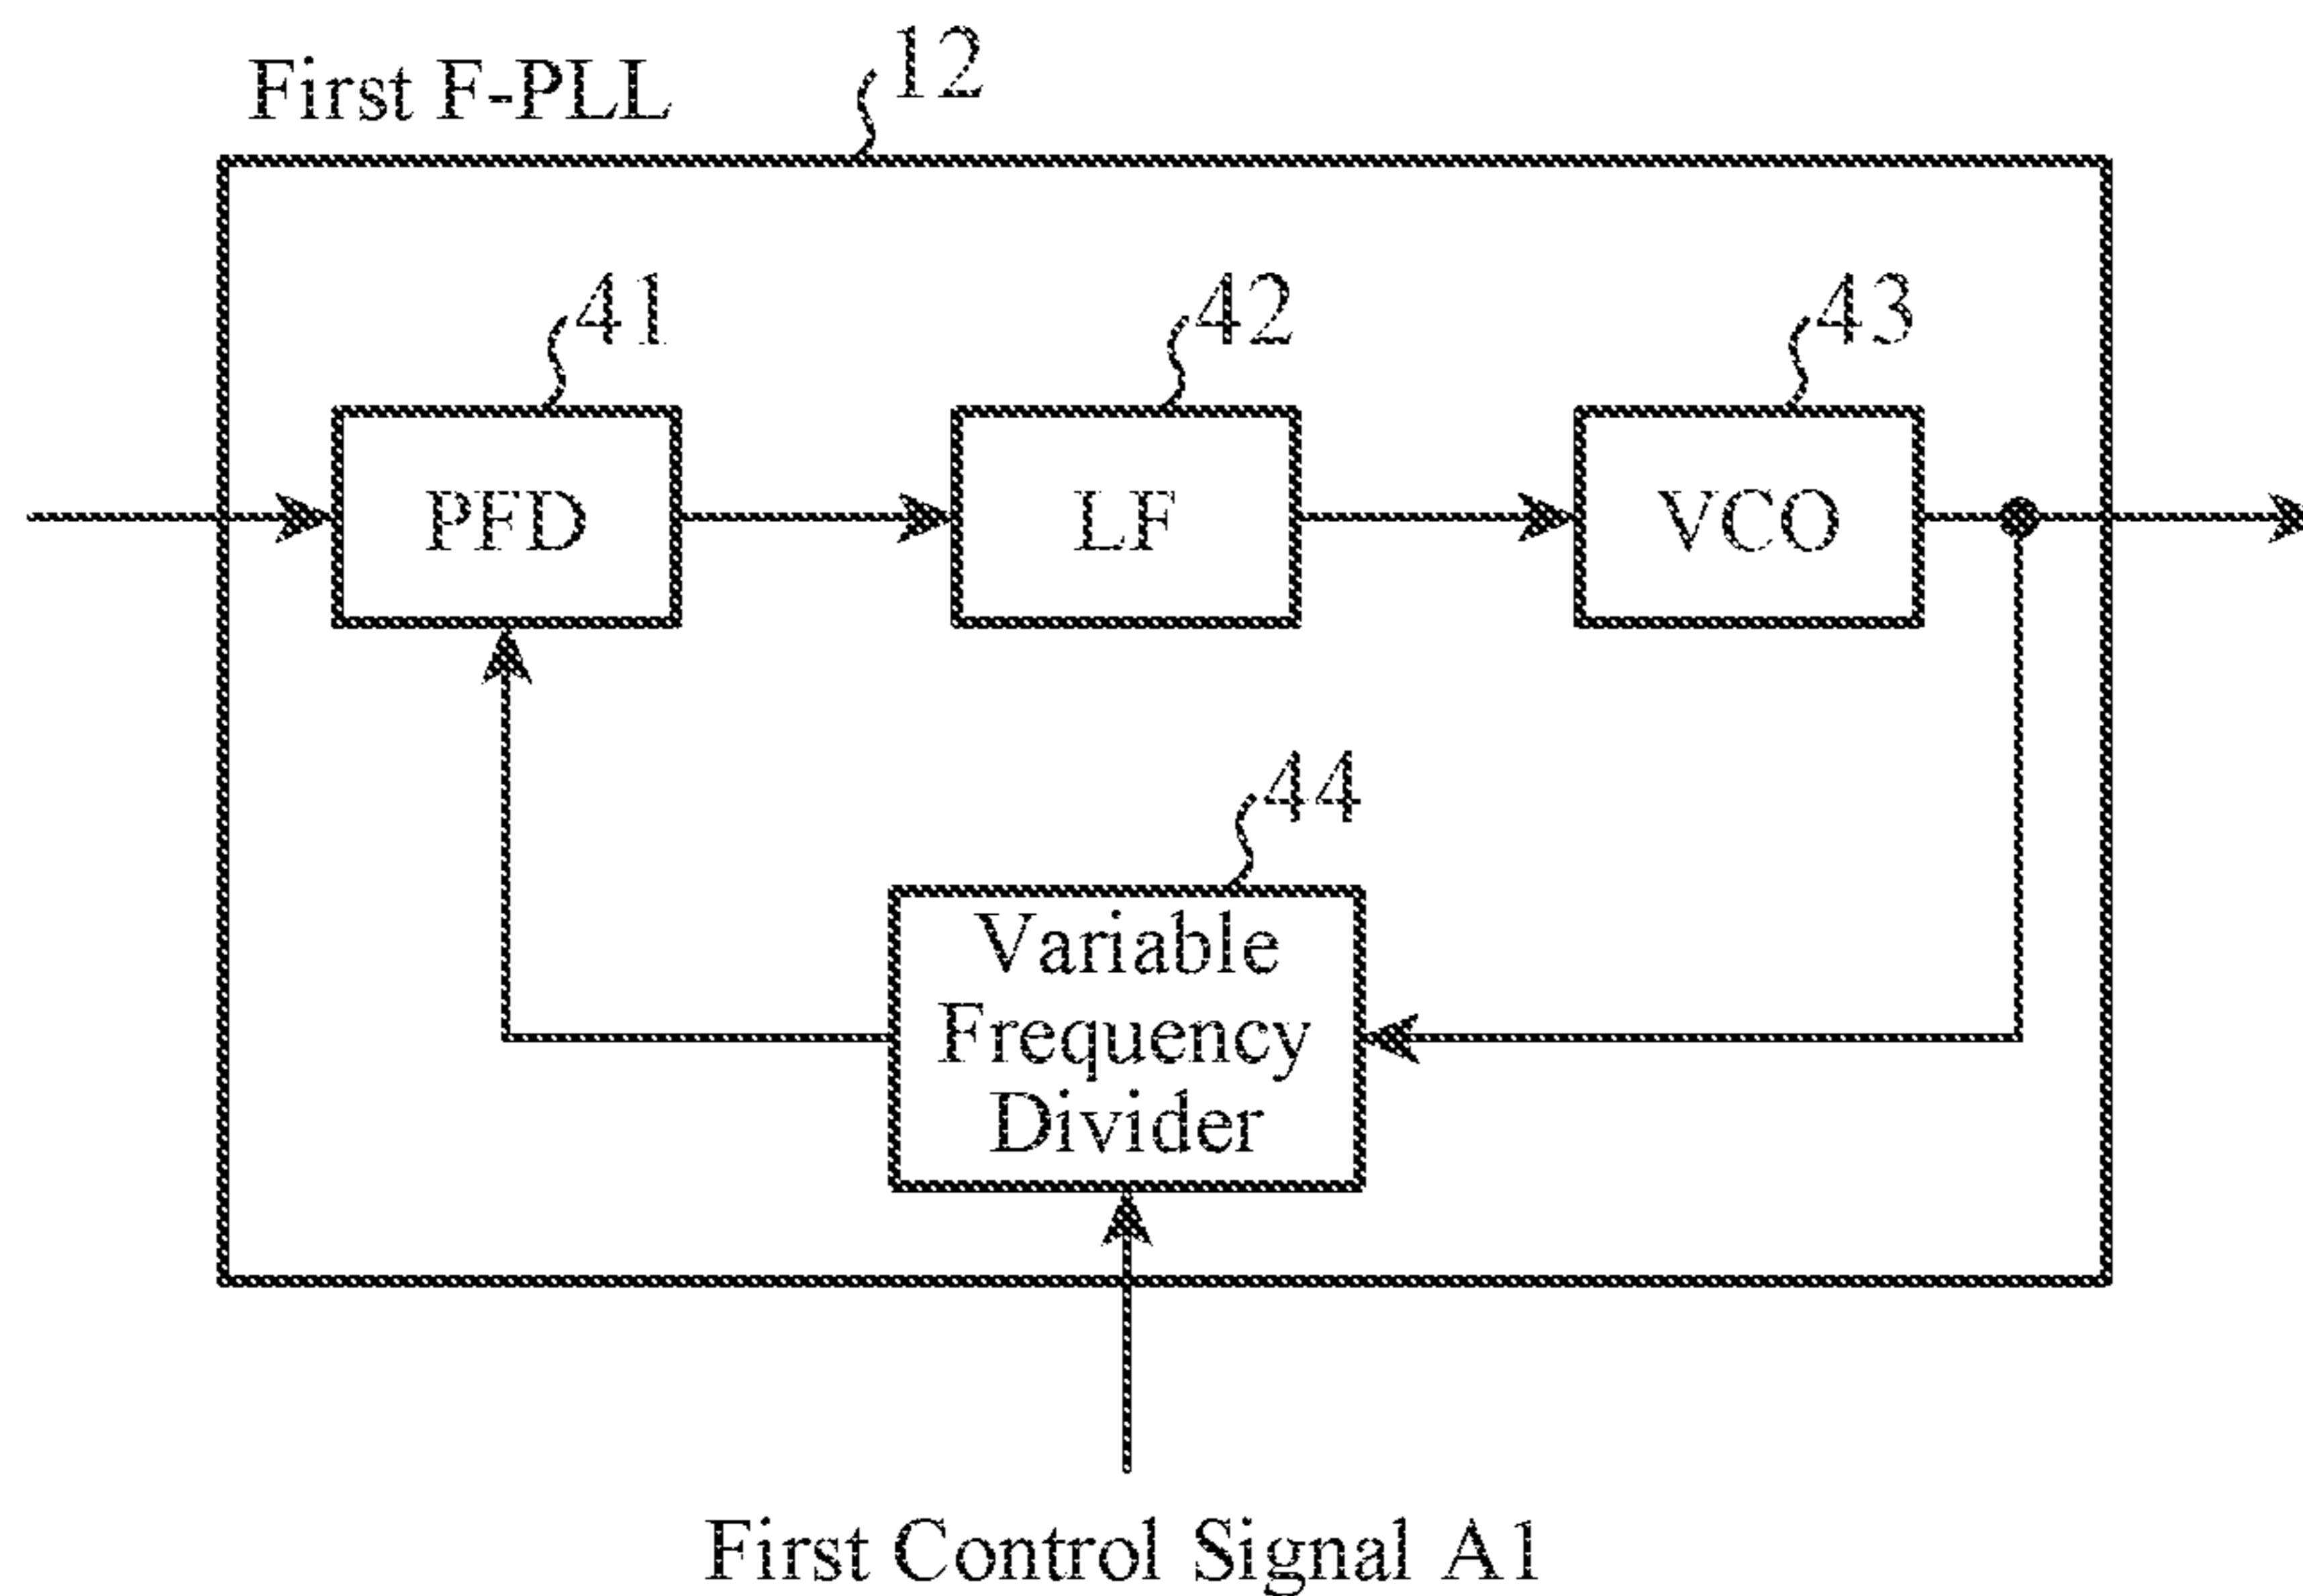 First F-PLL
12
41
42
43
PFD
LF
VCO
44
Variable
Frequency
Divider
First Control Signal A1